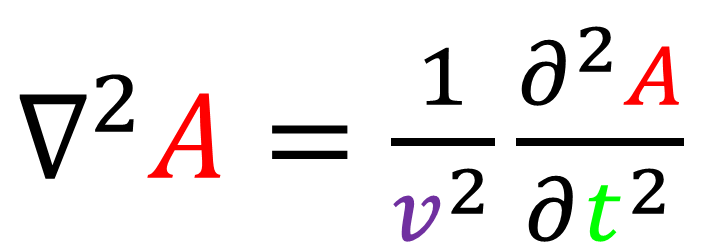 ∇²A = 1/v² ∂²A/∂t²